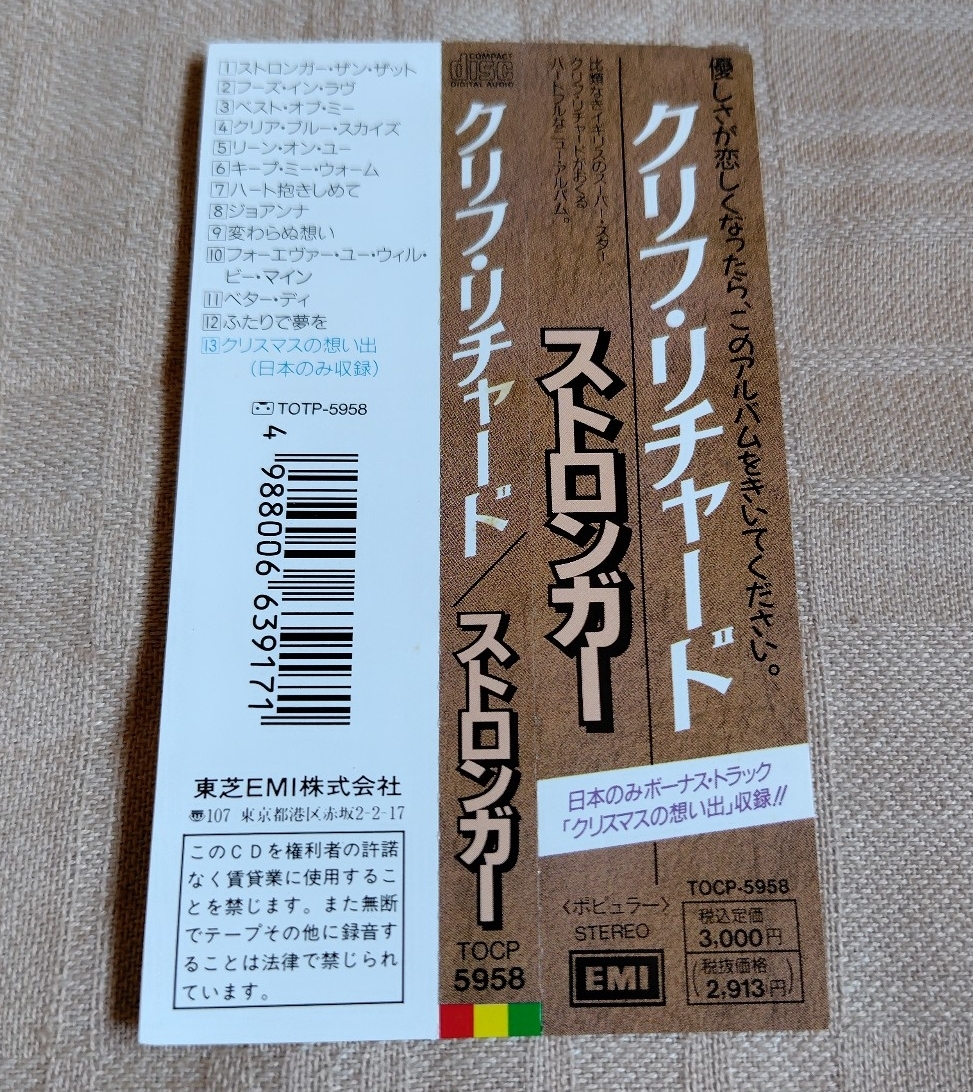 1 ストロンガー・ザン・ザット
2 フーズ・イン・ラヴ
3 ベスト・オブ・ミー
4 クリア・ブルー・スカイズ
5 リーン・オン・ユー
6 キープ・ミー・ウォーム
7 ハート抱きしめて
8 ジョアンナ
9 変わらぬ想い
10 フォーエヴァー・ユー・ウィル・
ビー・マイン
11 ベター・デイ
12 ふたりで夢を
13 クリスマスの想い出
(日本のみ収録)
TOTP-5958
4 988006 639171
東芝EMI株式会社
107 東京都港区赤坂2-2-17
このCDを権利者の許諾
なく賃貸業に使用するこ
とを禁じます。また無断
でテープその他に録音す
ることは法律で禁じられ
ています。
COMPACT
disc
DIGITAL AUDIO
クリフ・リチャード/ストロンガー
TOCP
5958
優しさが恋しくなったら、このアルバムをきいてください。
クリフ・リチャード
比類なきイギリスのスーパー・スター、
クリフ・リチャードがおくる
ハートフルなニュー・アルバム。
ストロンガー
日本のみボーナス・トラック
「クリスマスの想い出」収録!!
TOCP-5958
〈ポピュラー〉
STEREO
EMI
税込定価
3,000円
(税抜価格
2,913円)